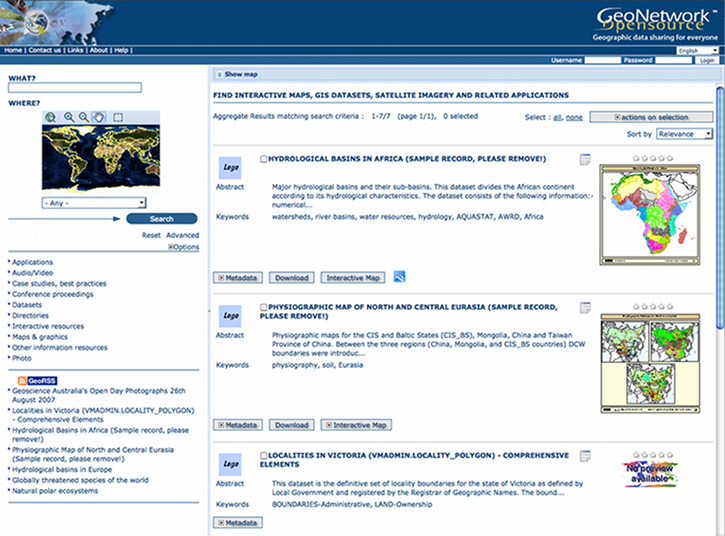 GeoNetwork™
Opensource
Geographic data sharing for everyone
Home | Contact us | Links | About | Help |
English
Username
Password
Login
WHAT?
WHERE?
- Any -
Search
Reset Advanced
Options
Applications
Audio/Video
Case studies, best practices
Conference proceedings
Datasets
Directories
Interactive resources
Maps & graphics
Other information resources
Photo
GeoRSS
Geoscience Australia's Open Day Photographs 26th
August 2007
Localities in Victoria (VMADMIN.LOCALITY_POLYGON)
- Comprehensive Elements
Hydrological Basins in Africa (Sample record, please
remove!)
Physiographic Map of North and Central Eurasia
(Sample record, please remove!)
Hydrological basins in Europe
Globally threatened species of the world
Natural polar ecosystems
Show map
FIND INTERACTIVE MAPS, GIS DATASETS, SATELLITE IMAGERY AND RELATED APPLICATIONS
Aggregate Results matching search criteria : 1-7/7 (page 1/1), 0 selected
Select : all, none
actions on selection
Sort by Relevance
Logo
HYDROLOGICAL BASINS IN AFRICA (SAMPLE RECORD, PLEASE REMOVE!)
Abstract
Major hydrological basins and their sub-basins. This dataset divides the African continent
according to its hydrological characteristics. The dataset consists of the following information:-
numerical...
Keywords
watersheds, river basins, water resources, hydrology, AQUASTAT, AWRD, Africa
Metadata
Download
Interactive Map
Logo
PHYSIOGRAPHIC MAP OF NORTH AND CENTRAL EURASIA (SAMPLE RECORD,
PLEASE REMOVE!)
Abstract
Physiographic maps for the CIS and Baltic States (CIS_BS), Mongolia, China and Taiwan
Province of China. Between the three regions (China, Mongolia, and CIS_BS countries) DCW
boundaries were introduc...
Keywords
physiography, soil, Eurasia
Metadata
Download
Interactive Map
Logo
LOCALITIES IN VICTORIA (VMADMIN.LOCALITY_POLYGON) - COMPREHENSIVE
ELEMENTS
Abstract
This dataset is the definitive set of locality boundaries for the state of Victoria as defined by
Local Government and registered by the Registrar of Geographic Names. The bound...
Keywords
BOUNDARIES-Administrative, LAND-Ownership
No preview
available
Metadata